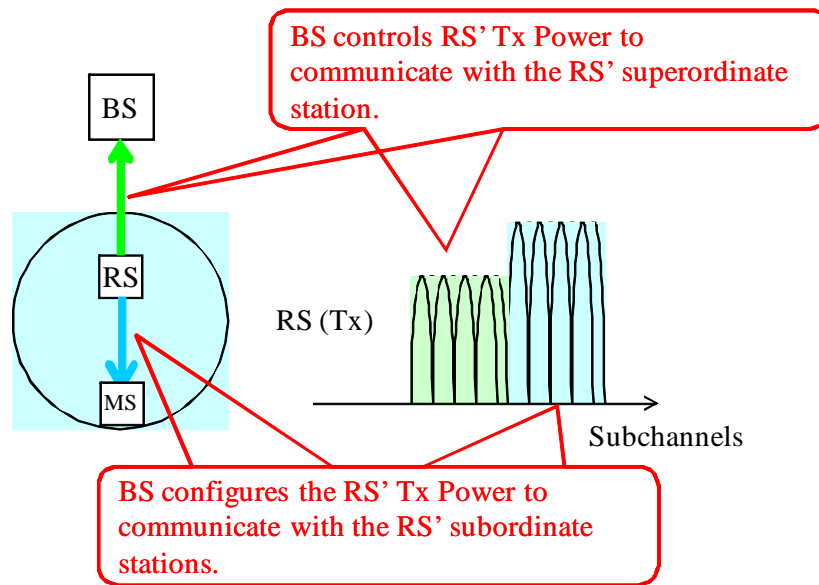 BS controls RS’ Tx Power to
communicate with the RS’ superordinate
station.
BS
RS
MS
RS (Tx)
Subchannels
BS configures the RS’ Tx Power to
communicate with the RS’ subordinate
stations.